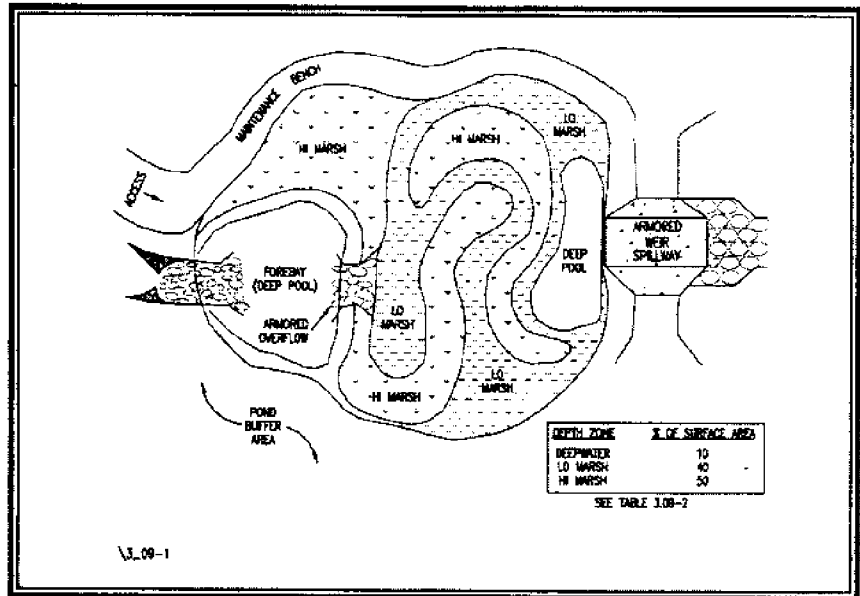 MAINTENANCE BENCH
ACCESS
HI MARSH
HI MARSH
LO
MARSH
FOREBAY
(DEEP POOL)
ARMORED
OVERFLOW
LO
MARSH
DEEP
POOL
ARMORED
WEIR
SPILLWAY
HI MARSH
LO
MARSH
POND
BUFFER
AREA
DEPTH ZONE % OF SURFACE AREA
DEEPWATER 10
LO MARSH 40
HI MARSH 50
SEE TABLE 3.09-2
\3_09-1